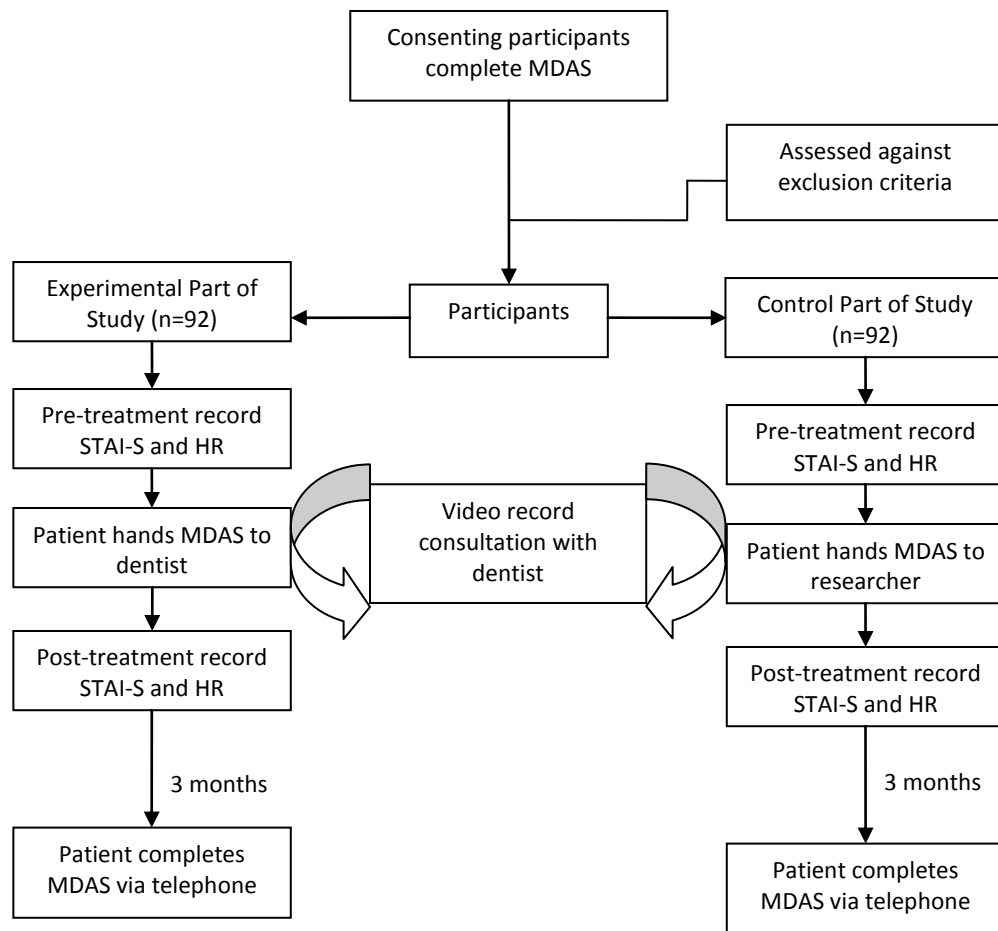 Consenting participants
complete MDAS
Assessed against
exclusion criteria
Experimental Part of
Study (n=92)
Participants
Control Part of Study
(n=92)
Pre-treatment record
STAI-S and HR
Pre-treatment record
STAI-S and HR
Patient hands MDAS to
dentist
Video record
consultation with
dentist
Patient hands MDAS to
researcher
Post-treatment record
STAI-S and HR
Post-treatment record
STAI-S and HR
3 months
3 months
Patient completes
MDAS via telephone
Patient completes
MDAS via telephone